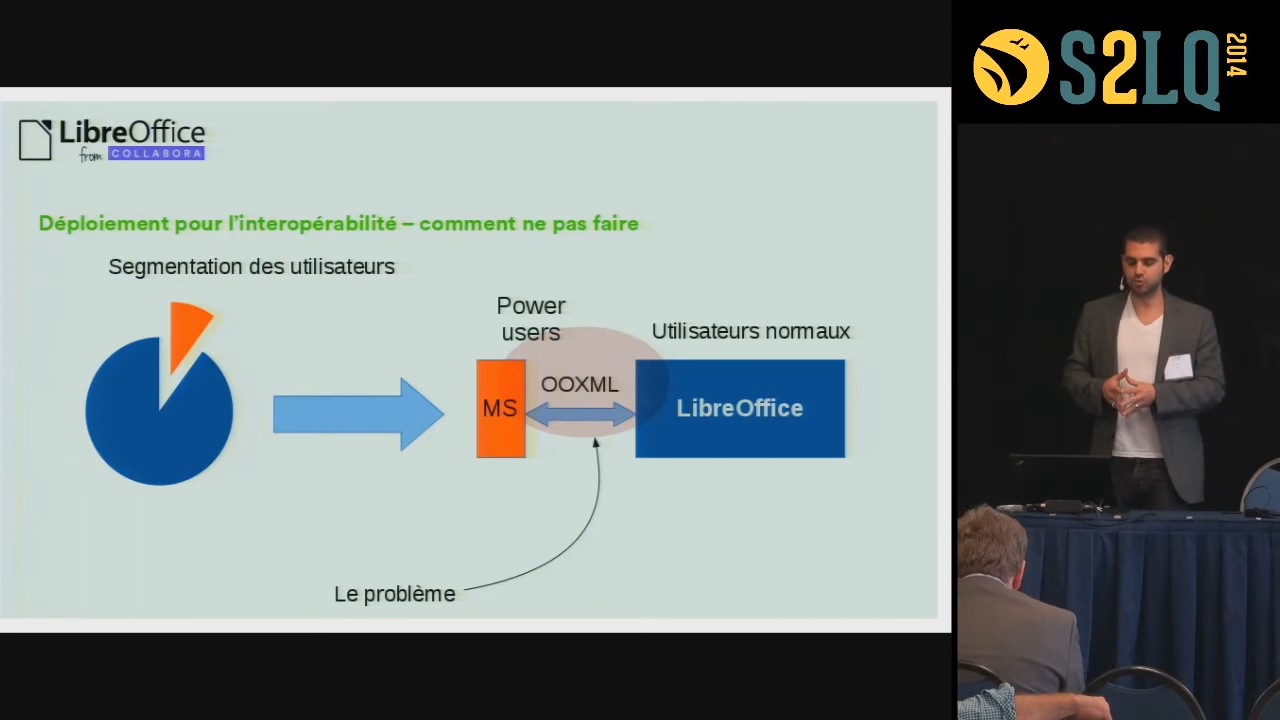 S2LQ 2014
LibreOffice
from COLLABORA
Déploiement pour l'interopérabilité – comment ne pas faire
Segmentation des utilisateurs
Power
users
Utilisateurs normaux
MS
OOXML
LibreOffice
Le problème